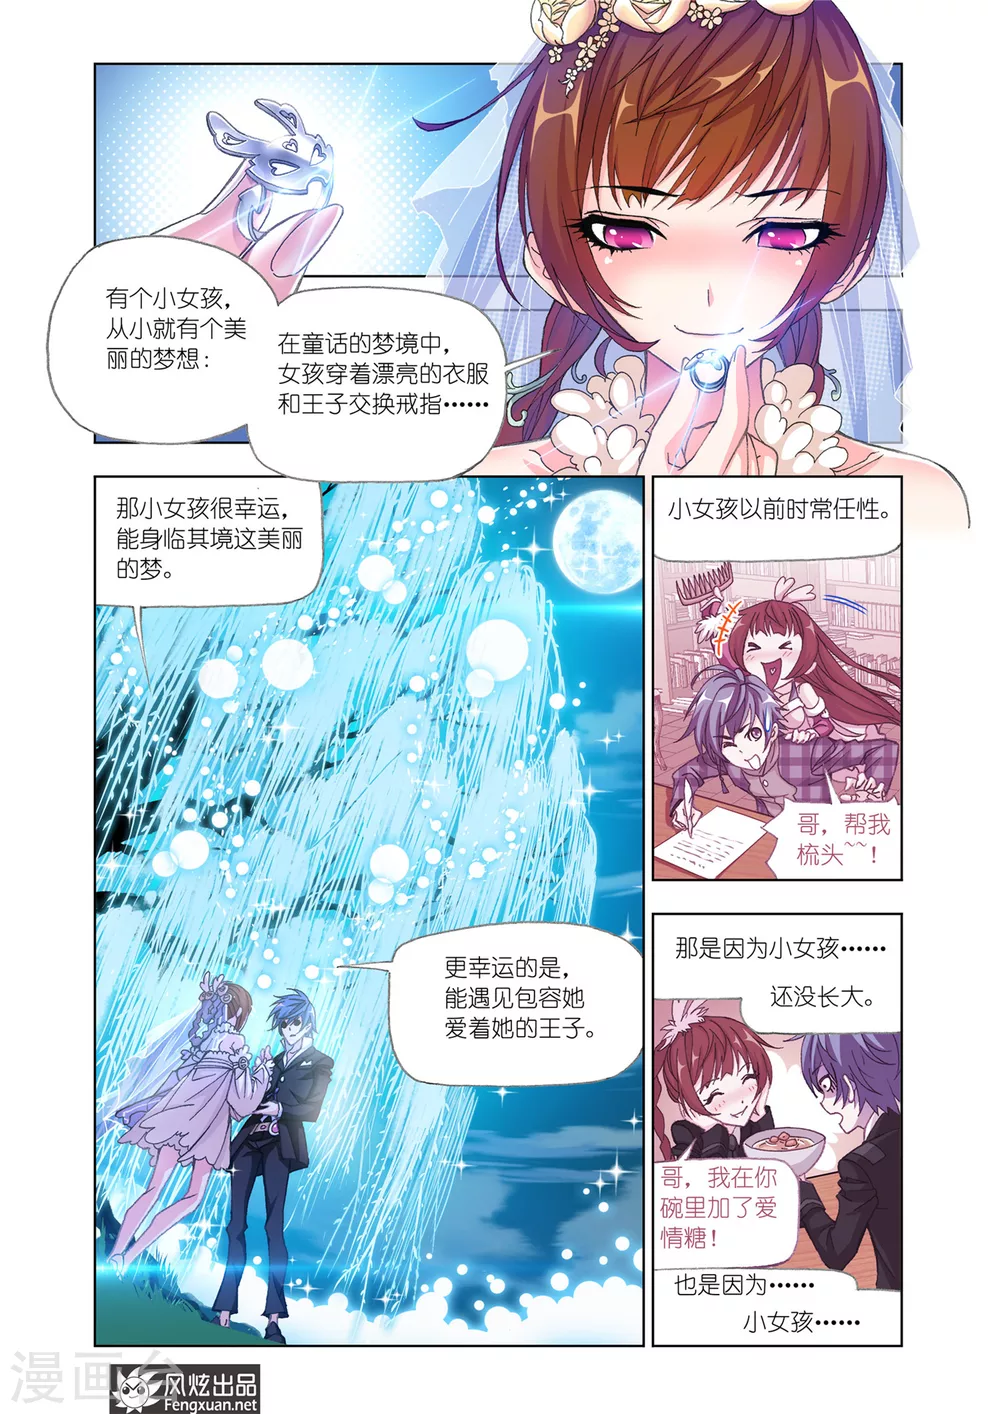 有个小女孩，
从小就有个美
丽的梦想：
在童话的梦境中，
女孩穿着漂亮的衣服
和王子交换戒指……
那小女孩很幸运，
能身临其境这美丽
的梦。
小女孩以前时常任性。
哥，帮我
梳头~~！
更幸运的是，
能遇见包容她
爱着她的王子。
那是因为小女孩……
还没长大。
哥，我在你
碗里加了爱
情糖！
也是因为……
小女孩……
漫画台
风炫出品
Fengxuan.net